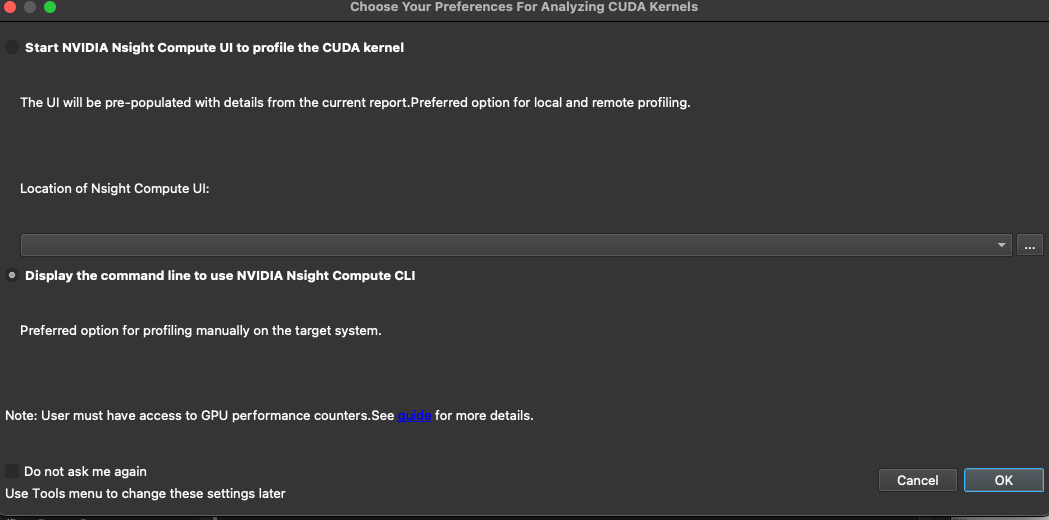 Choose Your Preferences For Analyzing CUDA Kernels
Start NVIDIA Nsight Compute UI to profile the CUDA kernel
The UI will be pre-populated with details from the current report.Preferred option for local and remote profiling.
Location of Nsight Compute UI:
...
Display the command line to use NVIDIA Nsight Compute CLI
Preferred option for profiling manually on the target system.
Note: User must have access to GPU performance counters.See guide for more details.
Do not ask me again
Cancel
OK
Use Tools menu to change these settings later